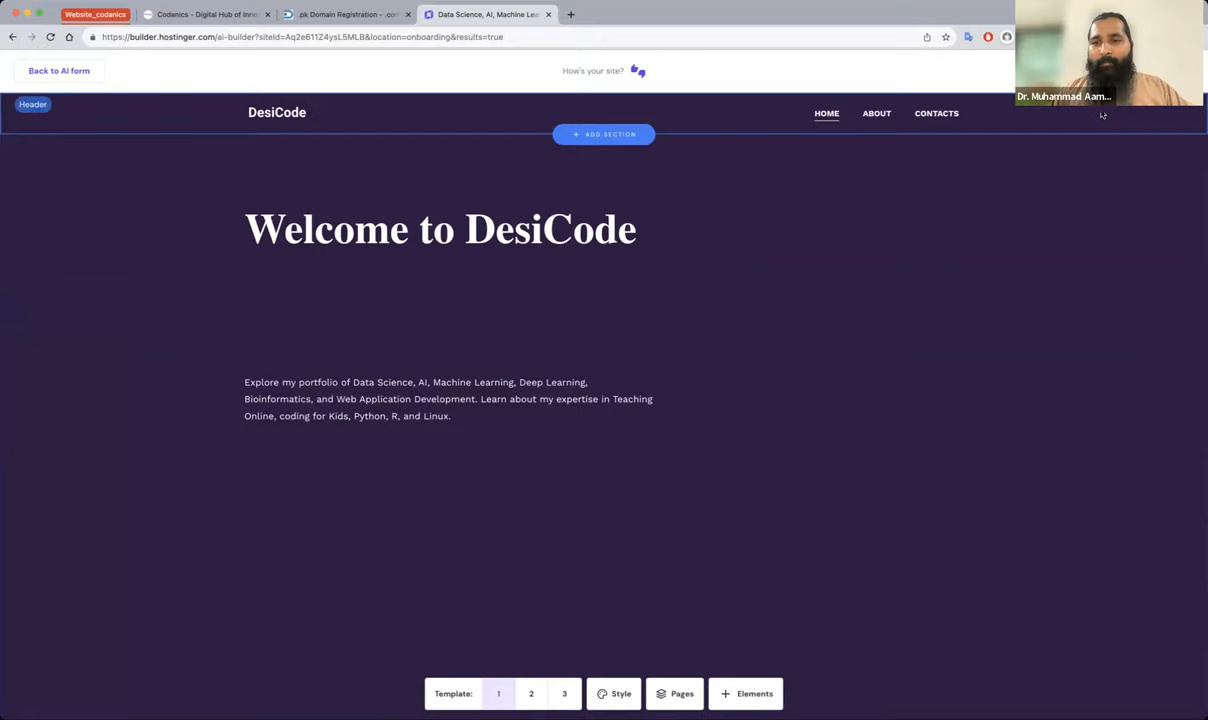 Website_codanics
Codanics - Digital Hub of Inno
.pk Domain Registration - .com
Data Science, AI, Machine Lea
https://builder.hostinger.com/ai-builder?siteId=Aq2e611Z4ysL5MLB&location=onboarding&results=true
Back to AI form
How's your site?
Dr. Muhammad Aam...
Header
DesiCode
HOME
ABOUT
CONTACTS
+ ADD SECTION
Welcome to DesiCode
Explore my portfolio of Data Science, AI, Machine Learning, Deep Learning,
Bioinformatics, and Web Application Development. Learn about my expertise in Teaching
Online, coding for Kids, Python, R, and Linux.
Template:
1
2
3
Style
Pages
Elements